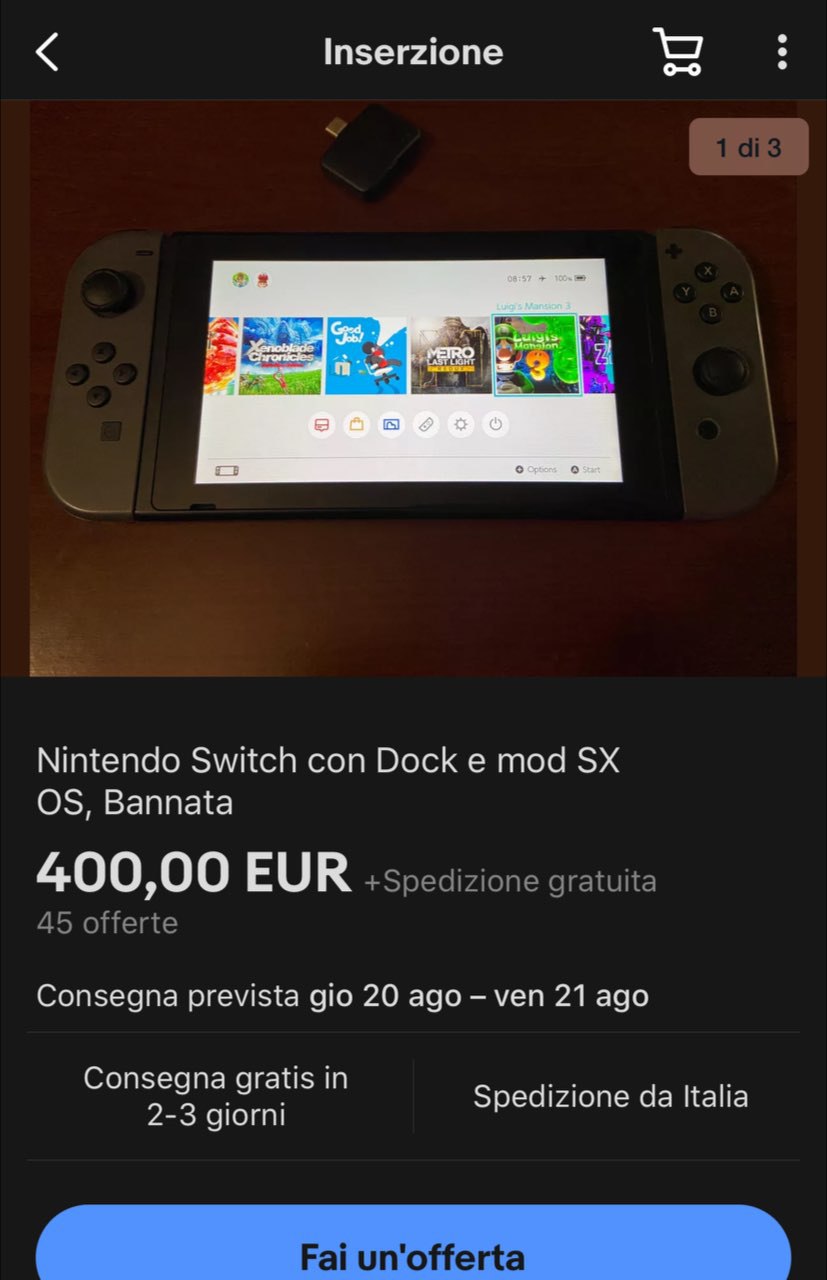 Inserzione
1 di 3
08:57 100%
Luigi's Mansion 3
Xenoblade
Chronicles
Good
Job!
METRO
LAST LIGHT
REDUX
LUIGI'S
MANSION
3
X
Y
A
B
Options
Start
Nintendo Switch con Dock e mod SX
OS, Bannata
400,00 EUR +Spedizione gratuita
45 offerte
Consegna prevista gio 20 ago – ven 21 ago
Consegna gratis in
2-3 giorni
Spedizione da Italia
Fai un'offerta